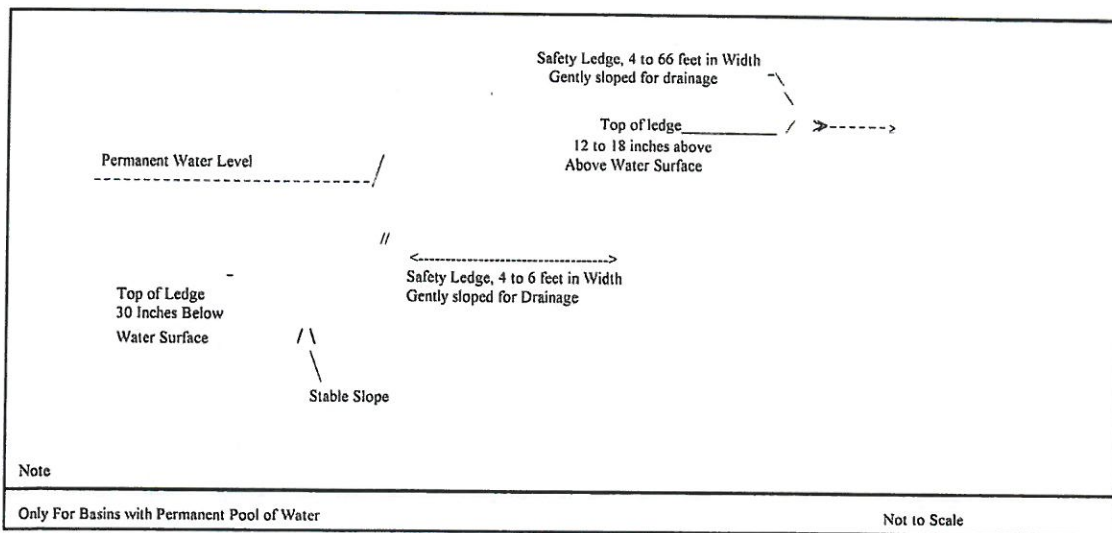 Safety Ledge, 4 to 66 feet in Width
Gently sloped for drainage
Top of ledge
12 to 18 inches above
Above Water Surface
Permanent Water Level
Safety Ledge, 4 to 6 feet in Width
Gently sloped for Drainage
Top of Ledge
30 Inches Below
Water Surface
Stable Slope
Note
Only For Basins with Permanent Pool of Water
Not to Scale